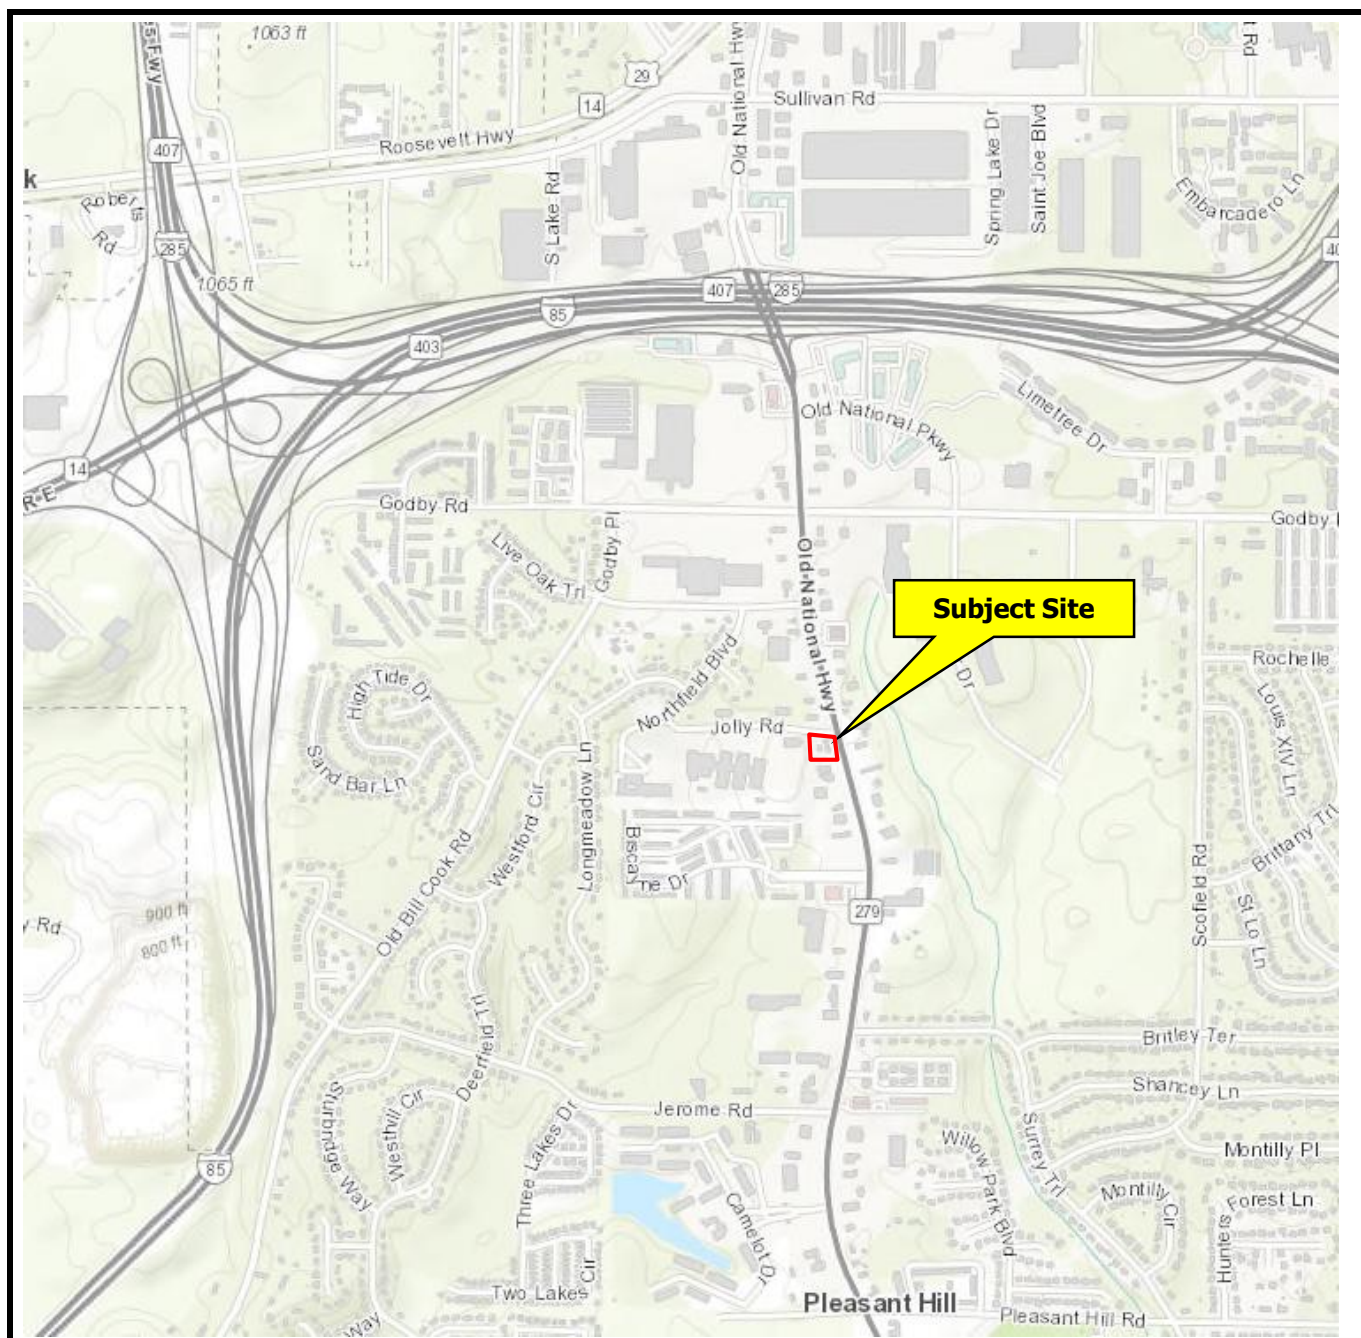 1063 ft
s Fwy
Old National Hwy
t Rd
29
14
Sullivan Rd
Roosevelt Hwy
407
k
Roberts Rd
S Lake Rd
Spring Lake Dr
Saint Joe Blvd
Embarcadero Ln
285
1065 ft
407
285
40
85
403
Old National Pkwy
Limetree Dr
14
R-E
Godby Rd
Godby
Live Oak Trl
Godby Pl
Old National Hwy
Subject Site
High Tide Dr
Northfield Blvd
Dr
Rochelle
Jolly Rd
Louis XIV Ln
Sand Bar Ln
Longmeadow Ln
Westford Cir
Biscayne Dr
Brittany Trl
Old Bill Cook Rd
Scofield Rd
St Lo Ln
279
900 ft
y Rd
800 ft
Deerfield Trl
Britley Ter
Shancey Ln
Sturbridge Way
Westhill Cir
Three Lakes Dr
Jerome Rd
Willow Park Blvd
Surrey Trl
Montilly Pl
85
Montilly Cir
Forest Ln
Camelot Dr
Hunters
Two Lakes Cir
Pleasant Hill
Pleasant Hill Rd
Way